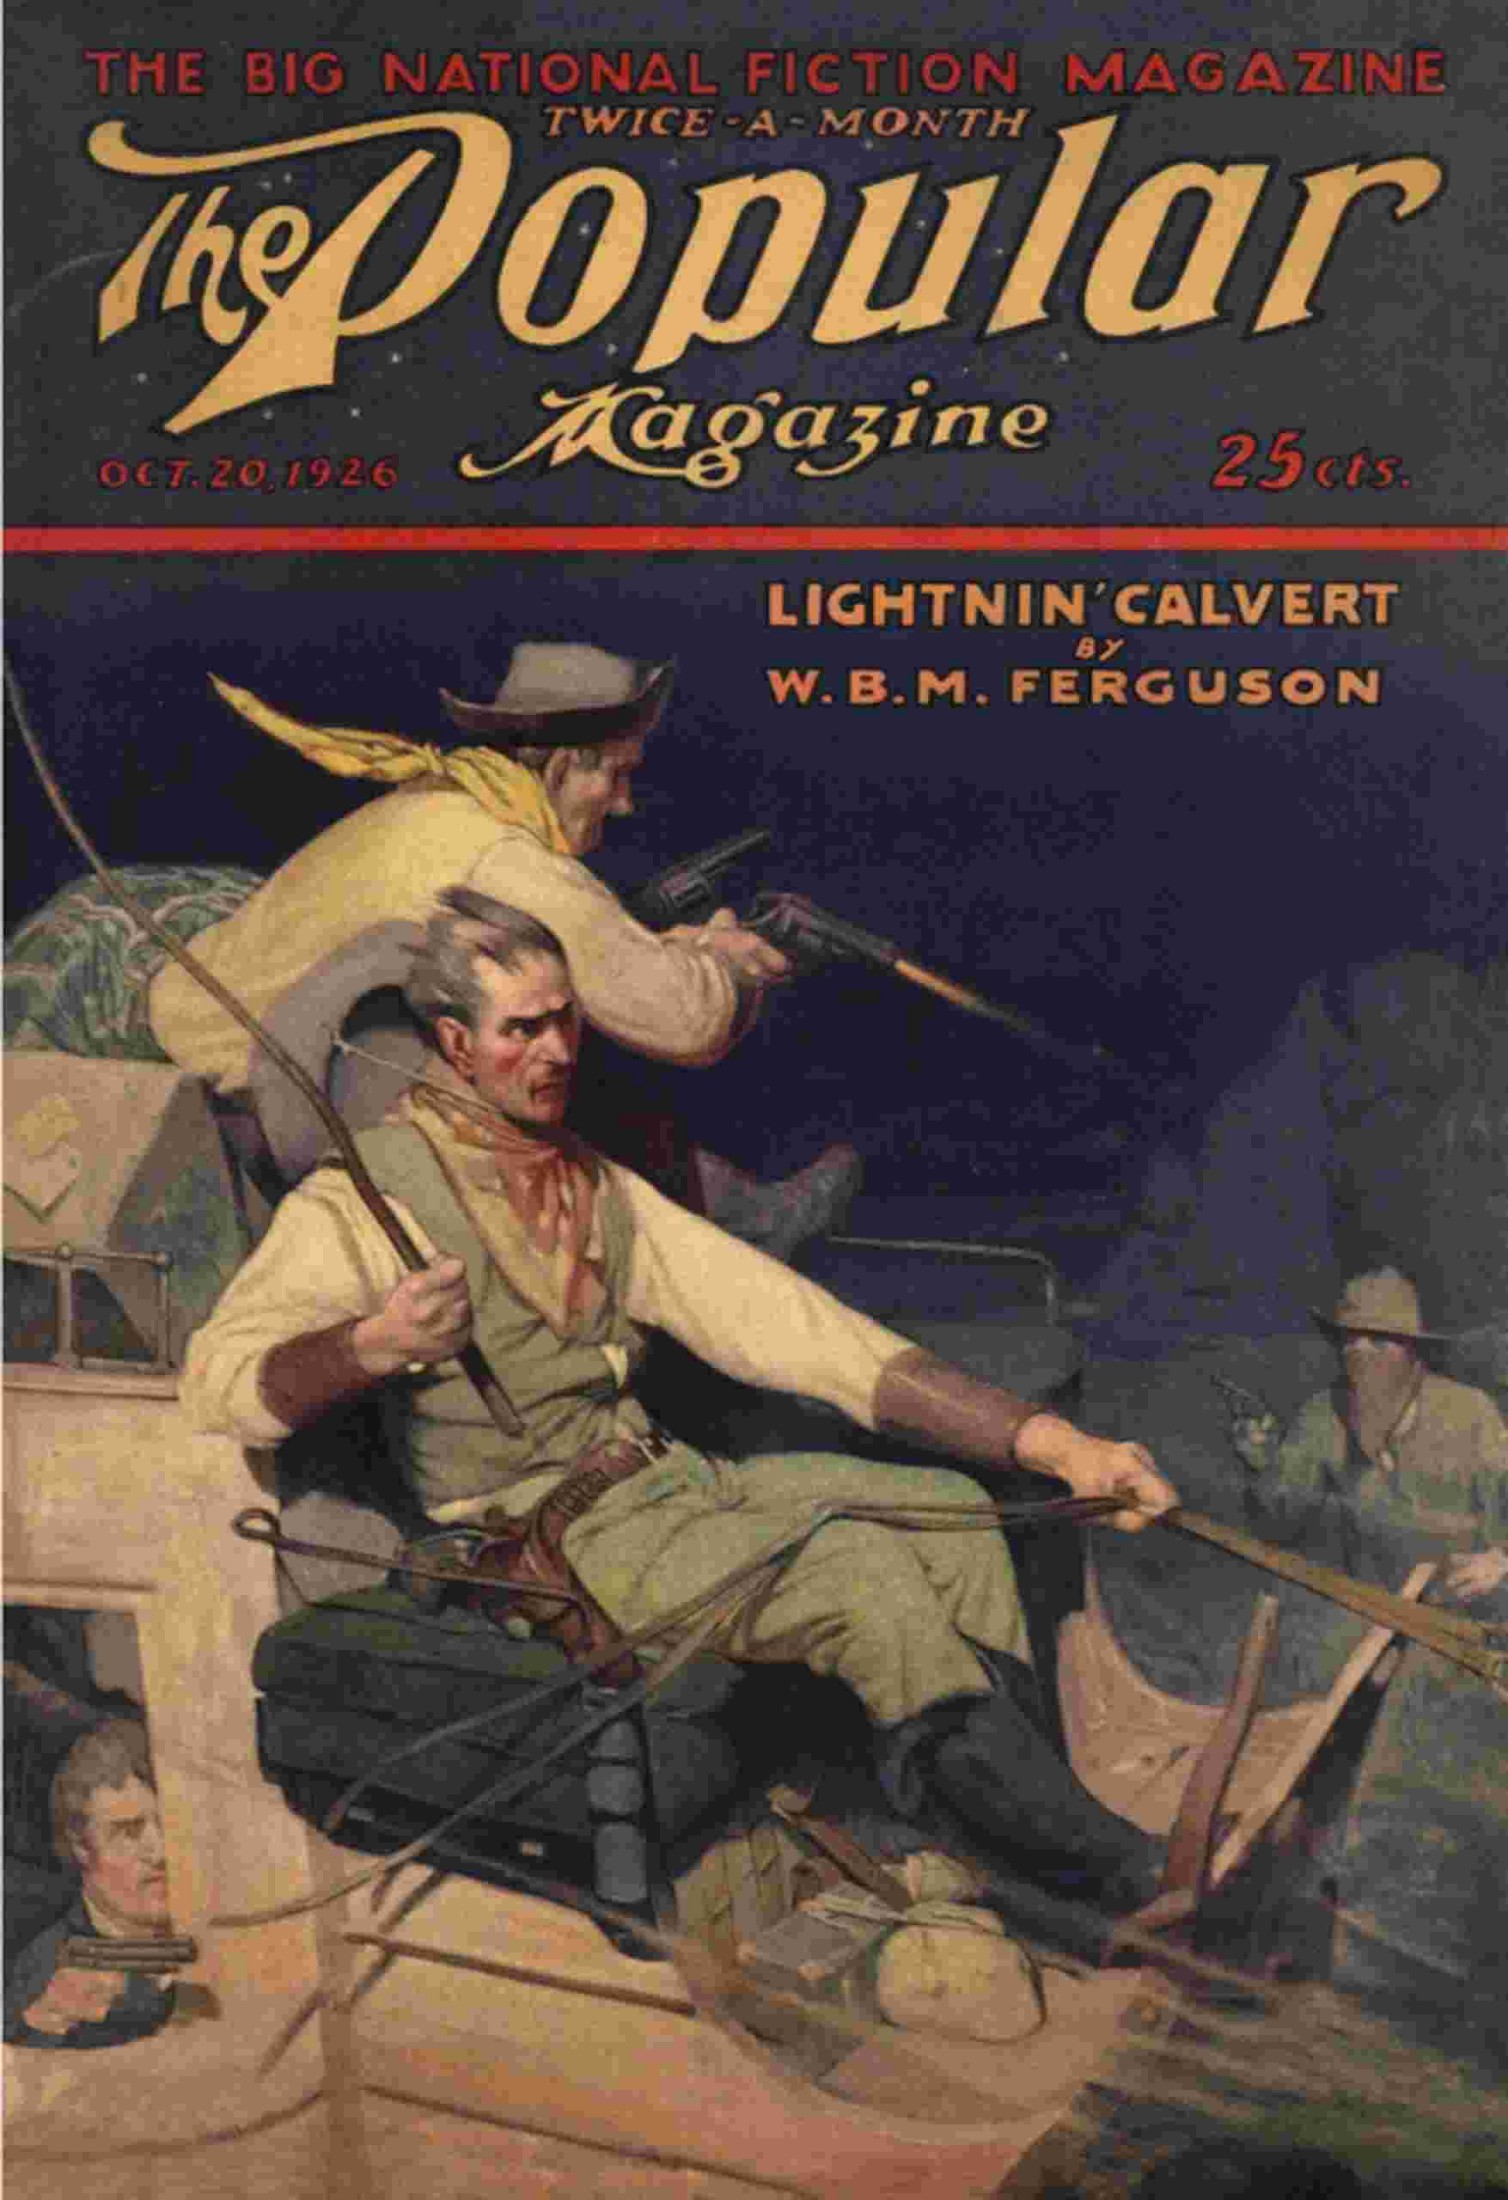 THE BIG NATIONAL FICTION MAGAZINE
TWICE-A-MONTH
The Popular
Magazine
OCT. 20, 1926
25 cts.
LIGHTNIN' CALVERT
BY
W. B. M. FERGUSON